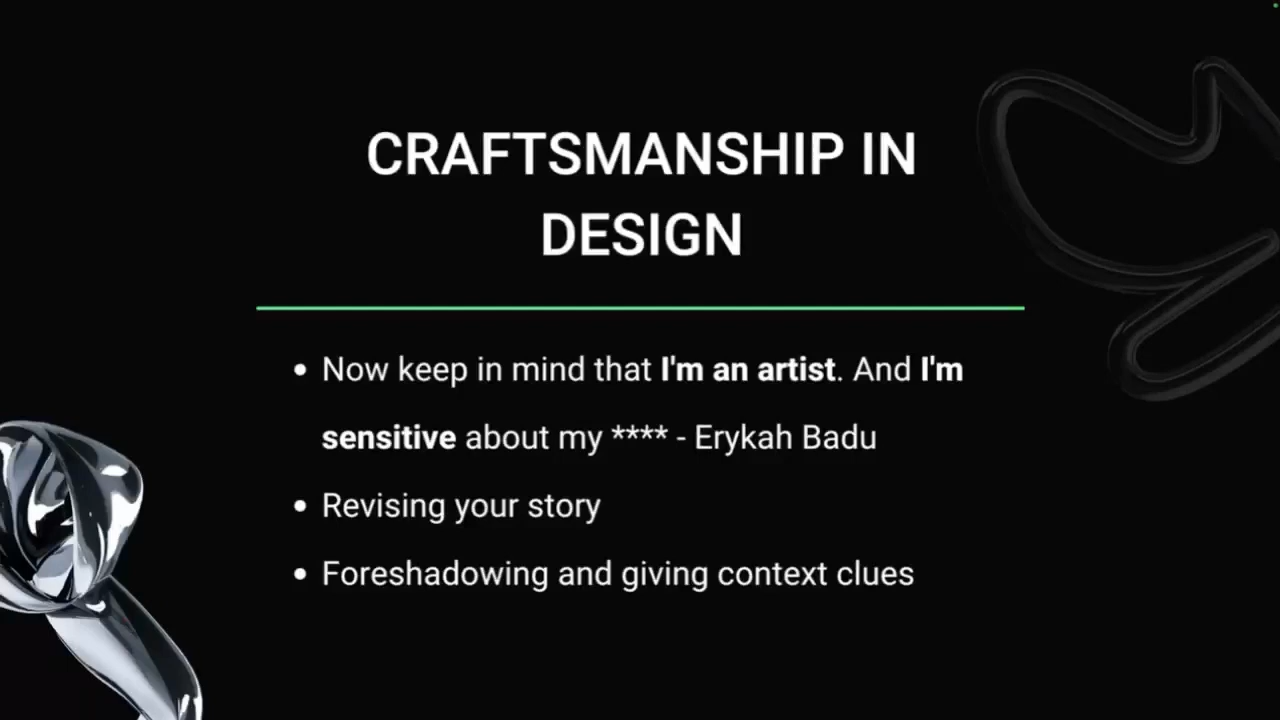 CRAFTSMANSHIP IN
DESIGN
• Now keep in mind that I'm an artist. And I'm
sensitive about my **** - Erykah Badu
• Revising your story
• Foreshadowing and giving context clues